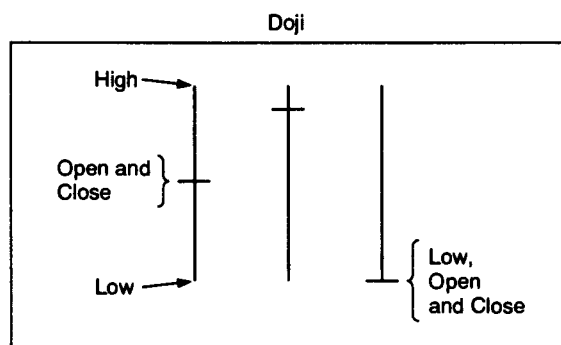 Doji
High
Open and
Close
Low
Low,
Open
and Close